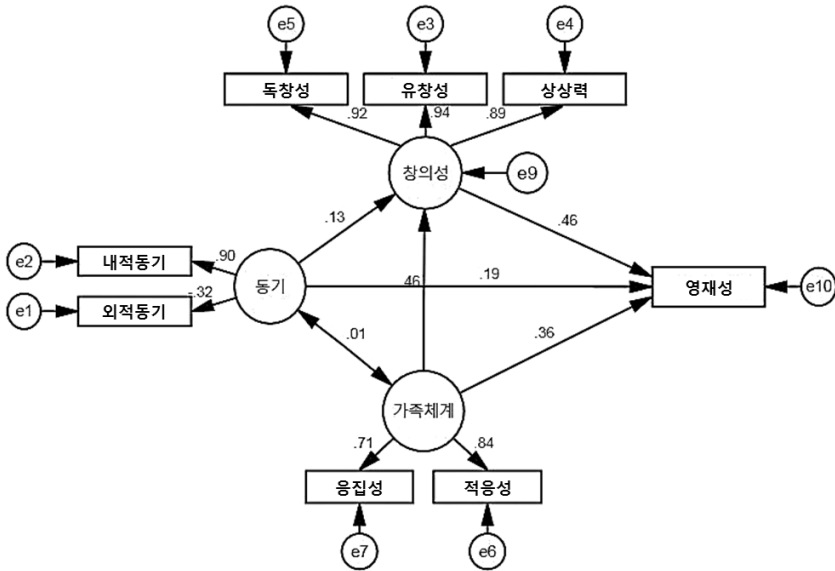 e5
e3
e4
독창성
유창성
상상력
.92
.94
.89
창의성
e9
.13
.46
e2
내적동기
.90
동기
.46
.19
영재성
e10
e1
외적동기
-.32
.01
.36
가족체계
.71
.84
응집성
적응성
e7
e6